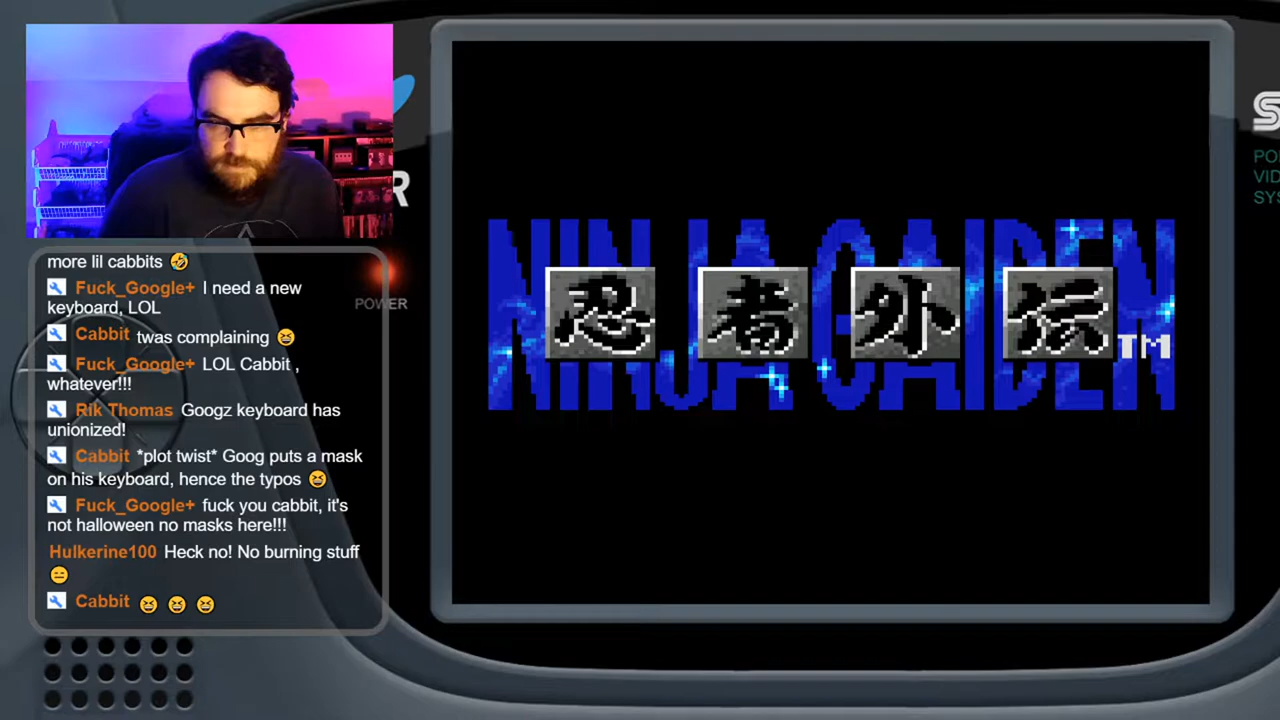 more lil cabbits 🤣
Fuck_Google+ I need a new
keyboard, LOL
Cabbit twas complaining 😆
Fuck_Google+ LOL Cabbit ,
whatever!!!
Rik Thomas Googz keyboard has
unionized!
Cabbit *plot twist* Goog puts a mask
on his keyboard, hence the typos 😆
Fuck_Google+ fuck you cabbit, it's
not halloween no masks here!!!
Hulkerine100 Heck no! No burning stuff
😑
Cabbit 😆 😆 😆
R
POWER
NINJA GAIDEN
忍者外伝
TM
S
PO
VID
SYS